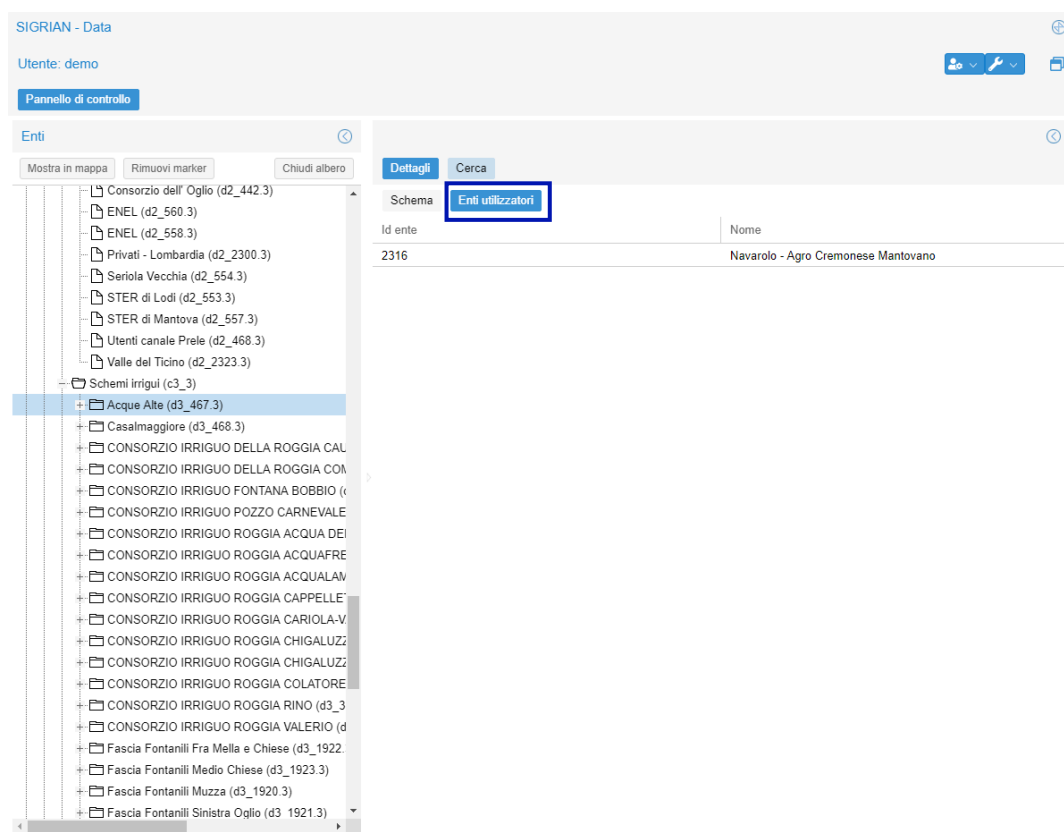 SIGRIAN - Data
Utente: demo
Pannello di controllo
Enti
Mostra in mappa Rimuovi marker Chiudi albero
Consorzio dell' Oglio (d2_442.3)
ENEL (d2_560.3)
ENEL (d2_558.3)
Privati - Lombardia (d2_2300.3)
Seriola Vecchia (d2_554.3)
STER di Lodi (d2_553.3)
STER di Mantova (d2_557.3)
Utenti canale Prele (d2_468.3)
Valle del Ticino (d2_2323.3)
Schemi irrigui (c3_3)
Acque Alte (d3_467.3)
Casalmaggiore (d3_468.3)
CONSORZIO IRRIGUO DELLA ROGGIA CAU
CONSORZIO IRRIGUO DELLA ROGGIA COM
CONSORZIO IRRIGUO FONTANA BOBBIO (
CONSORZIO IRRIGUO POZZO CARNEVALE
CONSORZIO IRRIGUO ROGGIA ACQUA DE
CONSORZIO IRRIGUO ROGGIA ACQUAFRE
CONSORZIO IRRIGUO ROGGIA ACQUALAM
CONSORZIO IRRIGUO ROGGIA CAPPELLET
CONSORZIO IRRIGUO ROGGIA CARIOLA-V
CONSORZIO IRRIGUO ROGGIA CHIGALUZZ
CONSORZIO IRRIGUO ROGGIA CHIGALUZZ
CONSORZIO IRRIGUO ROGGIA COLATORE
CONSORZIO IRRIGUO ROGGIA RINO (d3_3
CONSORZIO IRRIGUO ROGGIA VALERIO (d
Fascia Fontanili Fra Mella e Chiese (d3_1922.
Fascia Fontanili Medio Chiese (d3_1923.3)
Fascia Fontanili Muzza (d3_1920.3)
Fascia Fontanili Sinistra Oglio (d3_1921.3)
Dettagli Cerca
Schema Enti utilizzatori
Id ente Nome
2316 Navarolo - Agro Cremonese Mantovano